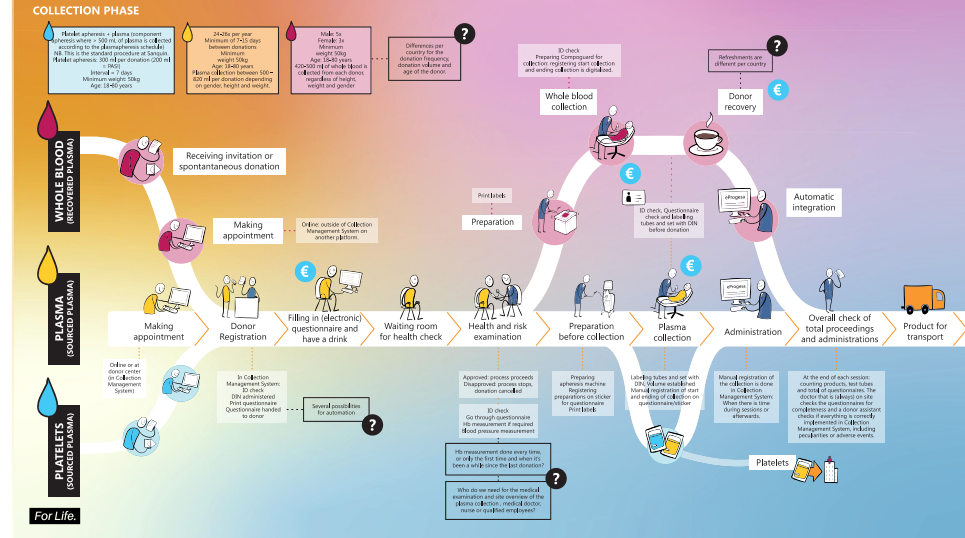 COLLECTION PHASE
Platelet apheresis + plasma (component
apheresis where > 500 mL of plasma is collected
according to the plasmapheresis schedule)
NB. This is the standard procedure at Sanquin.
Platelet apheresis: 300 ml per donation (200 ml
= PASI)
Interval = 7 days
Minimum weight: 50kg
Age: 18-80 years
24-26x per year
Minimum of 7-15 days
between donations
Minimum
weight 50kg
Age: 18-80 years
Plasma collection between 500 –
820 ml per donation depending
on gender, height and weight.
Male: 5x
Female: 3x
Minimum
weight 50kg
Age: 18-80 years
420-500 ml of whole blood is
collected from each donor,
regardless of height,
weight and gender
Differences per
country for the
donation frequency,
donation volume and
age of the donor.
?
ID check
Preparing Compoguard for
collection: registering start collection
and ending collection is digitalized.
Refreshments are
different per country
?
Whole blood
collection
Donor
recovery
€
WHOLE BLOOD
(RECOVERED PLASMA)
Receiving invitation or
spontantaneous donation
€
Print labels
Preparation
ID check, Questionnaire
check and labelling
tubes and set with DIN
before donation
eProgesa
Automatic
integration
Making
appointment
Online: outside of Collection
Management System on
another platform.
PLASMA
(SOURCED PLASMA)
€
€
eProgesa
Making
appointment
Donor
Registration
Filling in (electronic)
questionnaire and
have a drink
Waiting room
for health check
Health and risk
examination
Preparation
before collection
Plasma
collection
Administration
Overall check of
total proceedings
and administrations
Product for
transport
Online or at
donor center
(in Collection
Management
System)
In Collection
Management System:
ID check
DIN administered
Print questionnaire
Questionnaire handed
to donor
Several possibilities
for automation
?
Approved: process proceeds
Disapproved: process stops,
donation cancelled
ID check
Go through questionnaire
Hb measurement if required
Blood pressure measurement
Hb measurement done every time,
or only the first time and when it's
been a while since the last donation?
?
Who do we need for the medical
examination and site overview of the
plasma collection , medical doctor,
nurse or qualified employees?
Preparing
apheresis machine
Registering
preparations on sticker
for questionnaire
Print labels
Labeling tubes and set with
DIN. Volume established
Manual registration of start
and ending of collection on
questionnaire/sticker
Manual registration of
the collection is done
in Collection
Management System:
When there is time
during sessions or
afterwards.
At the end of each session:
counting products, test tubes
and total of questionnaires. The
doctor that is (always) on site
checks the questionnaires for
completeness and a donor assistant
checks if everything is correctly
implemented in Collection
Management System, including
peculiarities or adverse events.
PLATELETS
(SOURCED PLASMA)
Platelets
For Life.